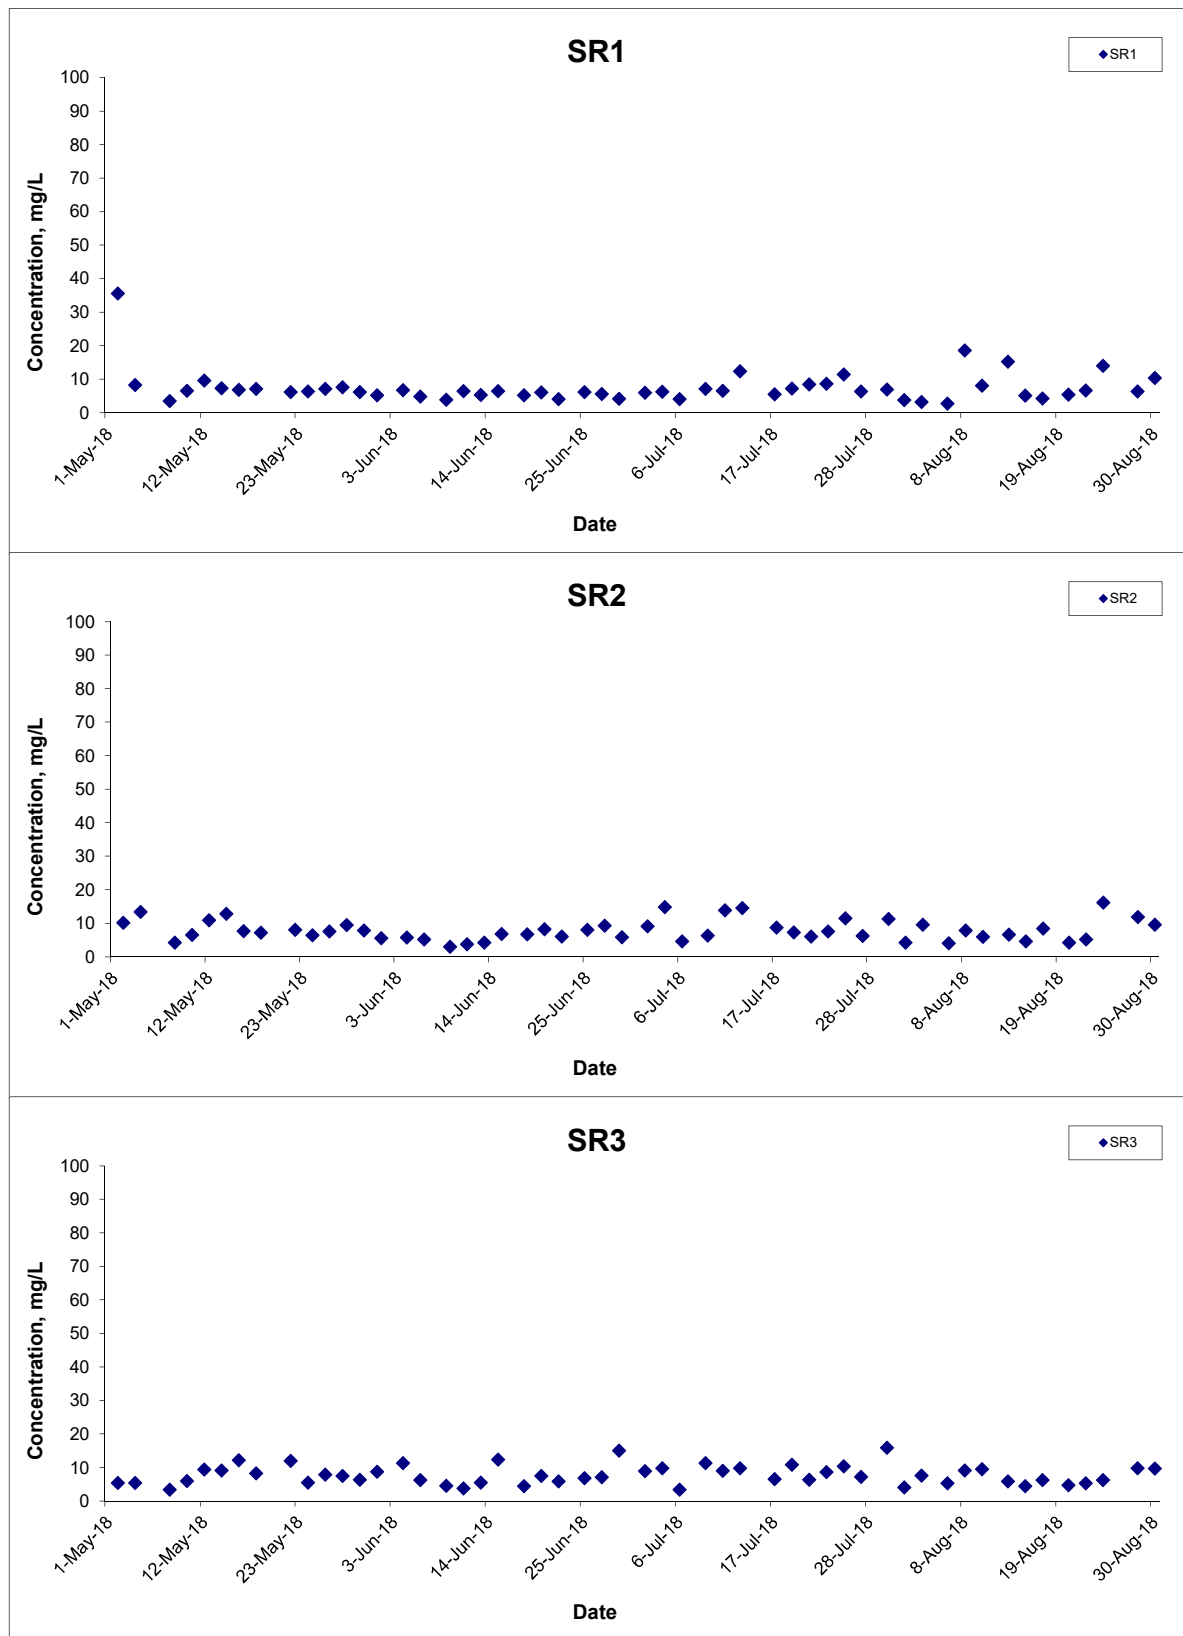 SR1
SR1
Concentration, mg/L
100
90
80
70
60
50
40
30
20
10
0
1-May-18
12-May-18
23-May-18
3-Jun-18
14-Jun-18
25-Jun-18
6-Jul-18
17-Jul-18
28-Jul-18
8-Aug-18
19-Aug-18
30-Aug-18
Date
SR2
SR2
Concentration, mg/L
100
90
80
70
60
50
40
30
20
10
0
1-May-18
12-May-18
23-May-18
3-Jun-18
14-Jun-18
25-Jun-18
6-Jul-18
17-Jul-18
28-Jul-18
8-Aug-18
19-Aug-18
30-Aug-18
Date
SR3
SR3
Concentration, mg/L
100
90
80
70
60
50
40
30
20
10
0
1-May-18
12-May-18
23-May-18
3-Jun-18
14-Jun-18
25-Jun-18
6-Jul-18
17-Jul-18
28-Jul-18
8-Aug-18
19-Aug-18
30-Aug-18
Date